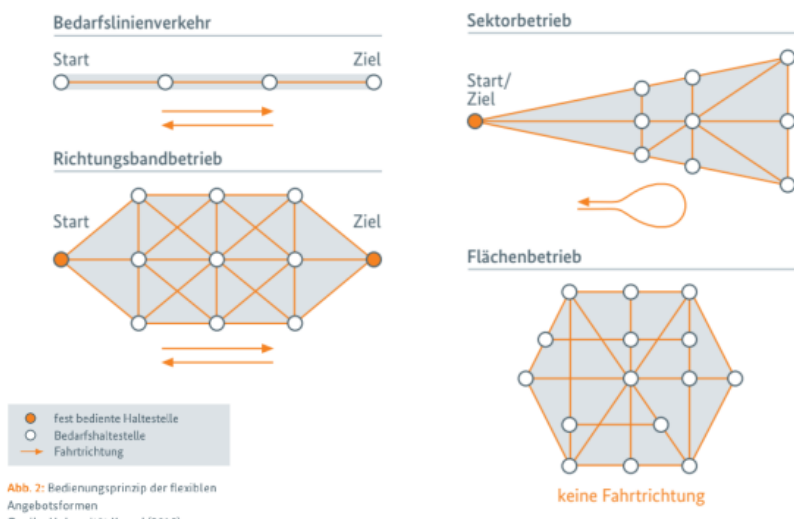 Bedarfslinienverkehr
Start
Ziel
Richtungsbandbetrieb
Start
Ziel
fest bediente Haltestelle
Bedarfshaltestelle
Fahrtrichtung
Abb. 2: Bedienungsprinzip der flexiblen
Angebotsformen
Sektorbetrieb
Start/
Ziel
Flächenbetrieb
keine Fahrtrichtung